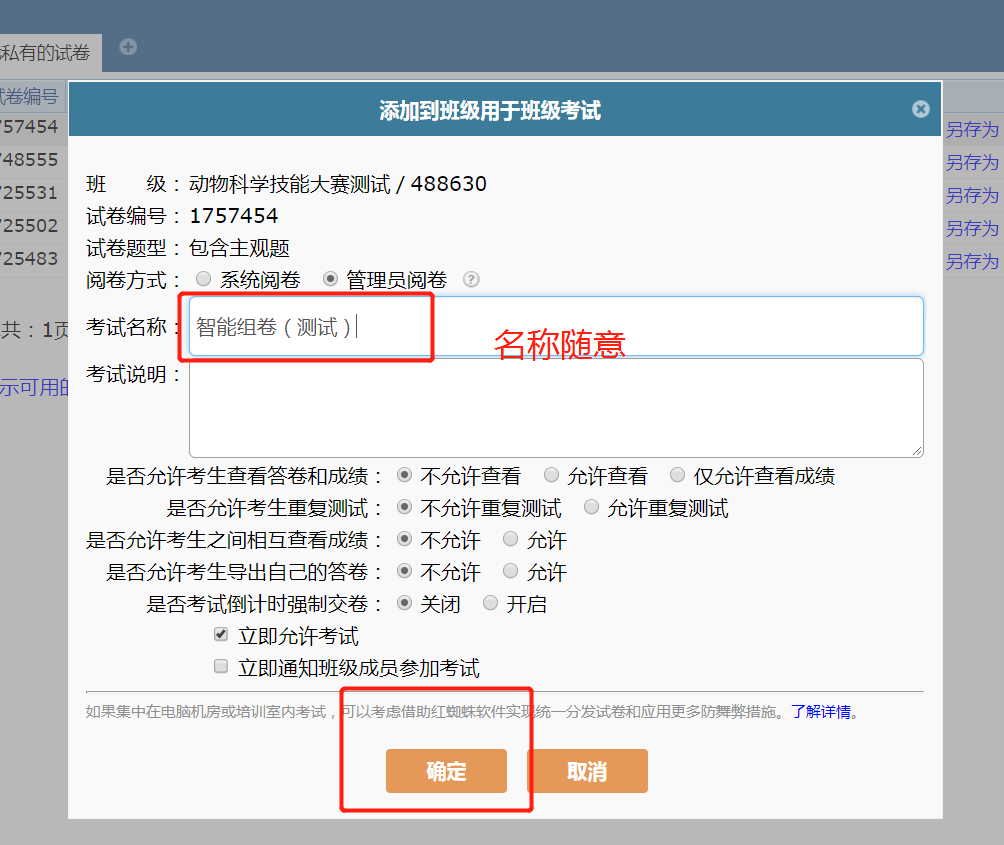 私有的试卷
试卷编号
添加到班级用于班级考试
757454
另存为
748555
另存为
725531
另存为
725502
另存为
725483
另存为
共：1页
示可用的
班 级： 动物科学技能大赛测试 / 488630
试卷编号： 1757454
试卷题型： 包含主观题
阅卷方式： 系统阅卷 管理员阅卷 ?
考试名称： 智能组卷（测试） 名称随意
考试说明：
是否允许考生查看答卷和成绩： 不允许查看 允许查看 仅允许查看成绩
是否允许考生重复测试： 不允许重复测试 允许重复测试
是否允许考生之间相互查看成绩： 不允许 允许
是否允许考生导出自己的答卷： 不允许 允许
是否考试倒计时强制交卷： 关闭 开启
立即允许考试
立即通知班级成员参加考试
如果集中在电脑机房或培训室内考试，可以考虑借助红蜘蛛软件实现统一分发试卷和应用更多防舞弊措施。了解详情。
确定 取消